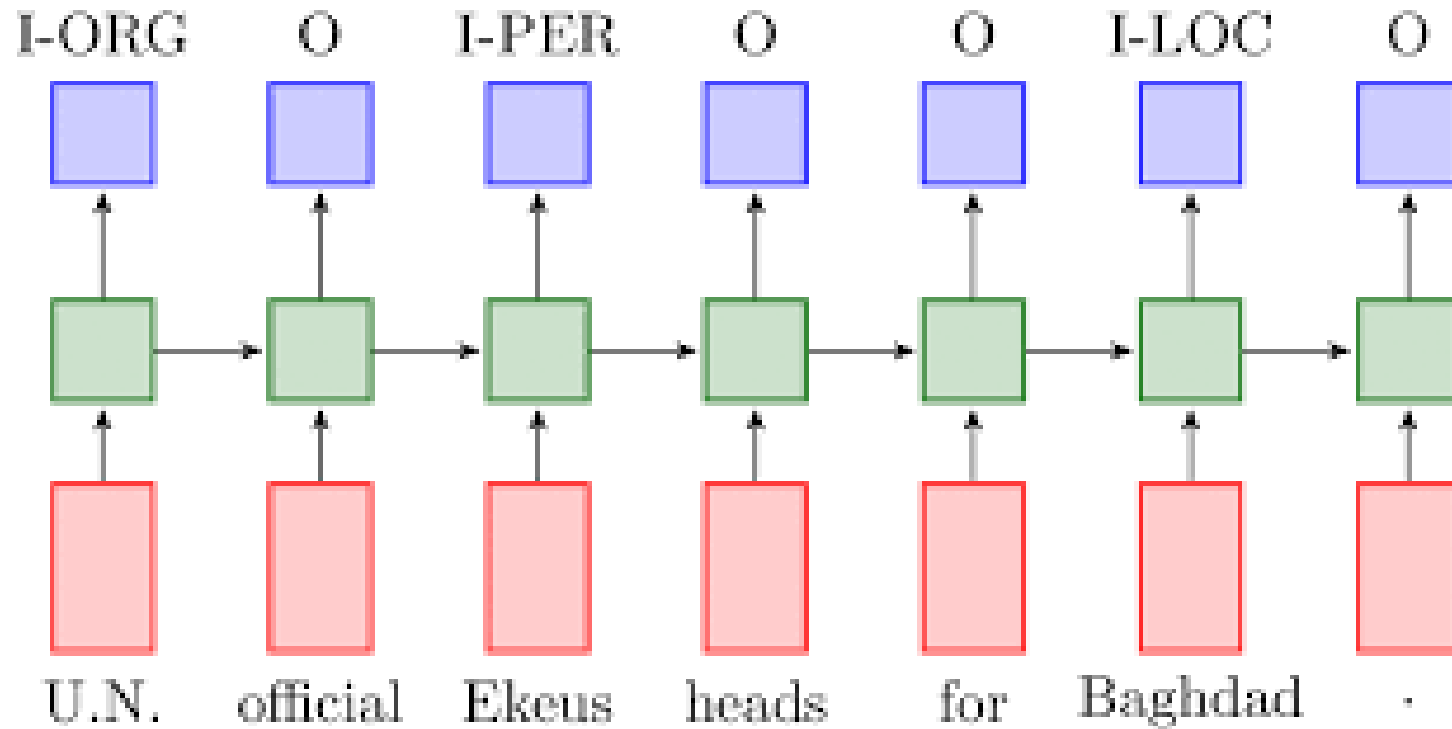 I-ORG O I-PER O O I-LOC O
U.N. official Ekeus heads for Baghdad .